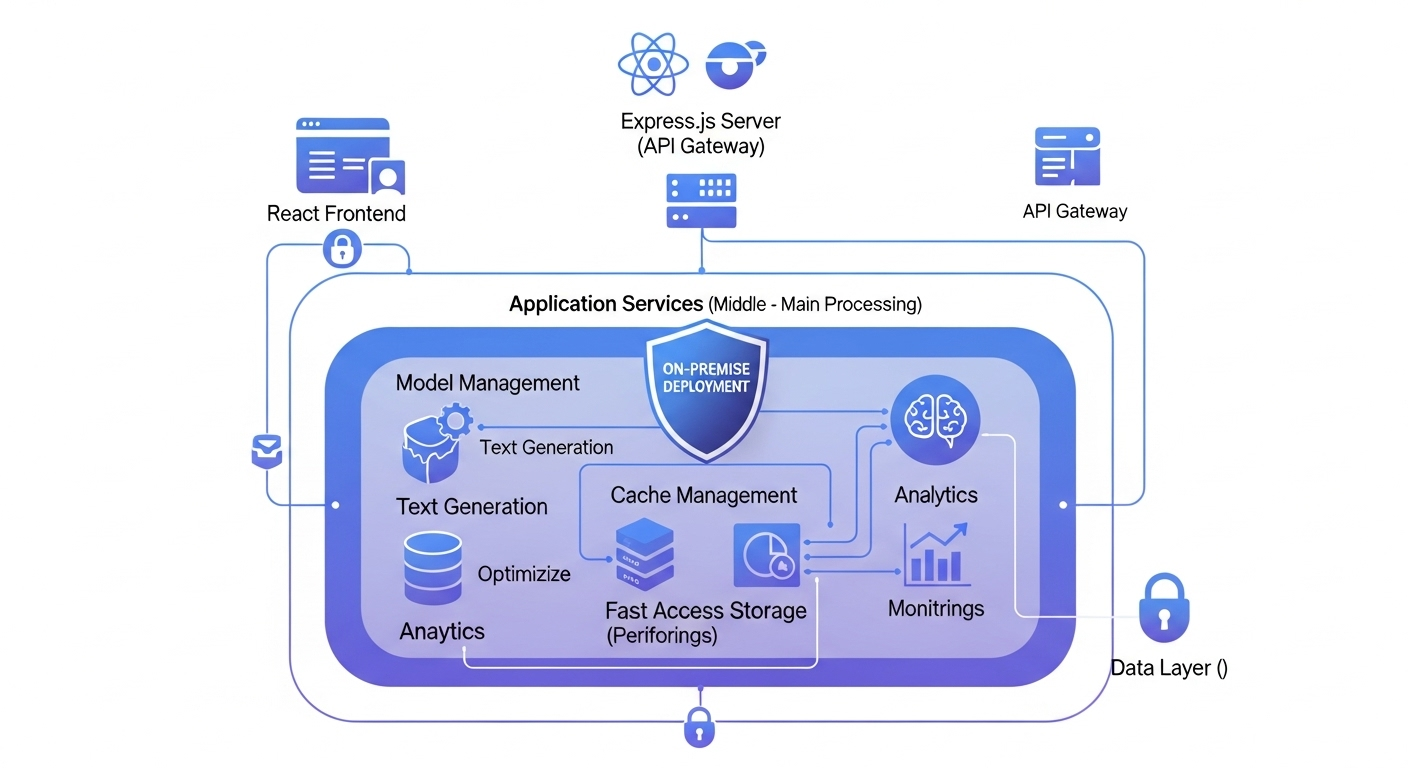 Express.js Server
(API Gateway)
React Frontend
API Gateway
Application Services (Middle - Main Processing)
ON-PREMISE
DEPLOYMENT
Model Management
Text Generation
Text Generation
Cache Management
Analytics
Optimizize
Fast Access Storage
(Periforings)
Monitrings
Anaytics
Data Layer ()